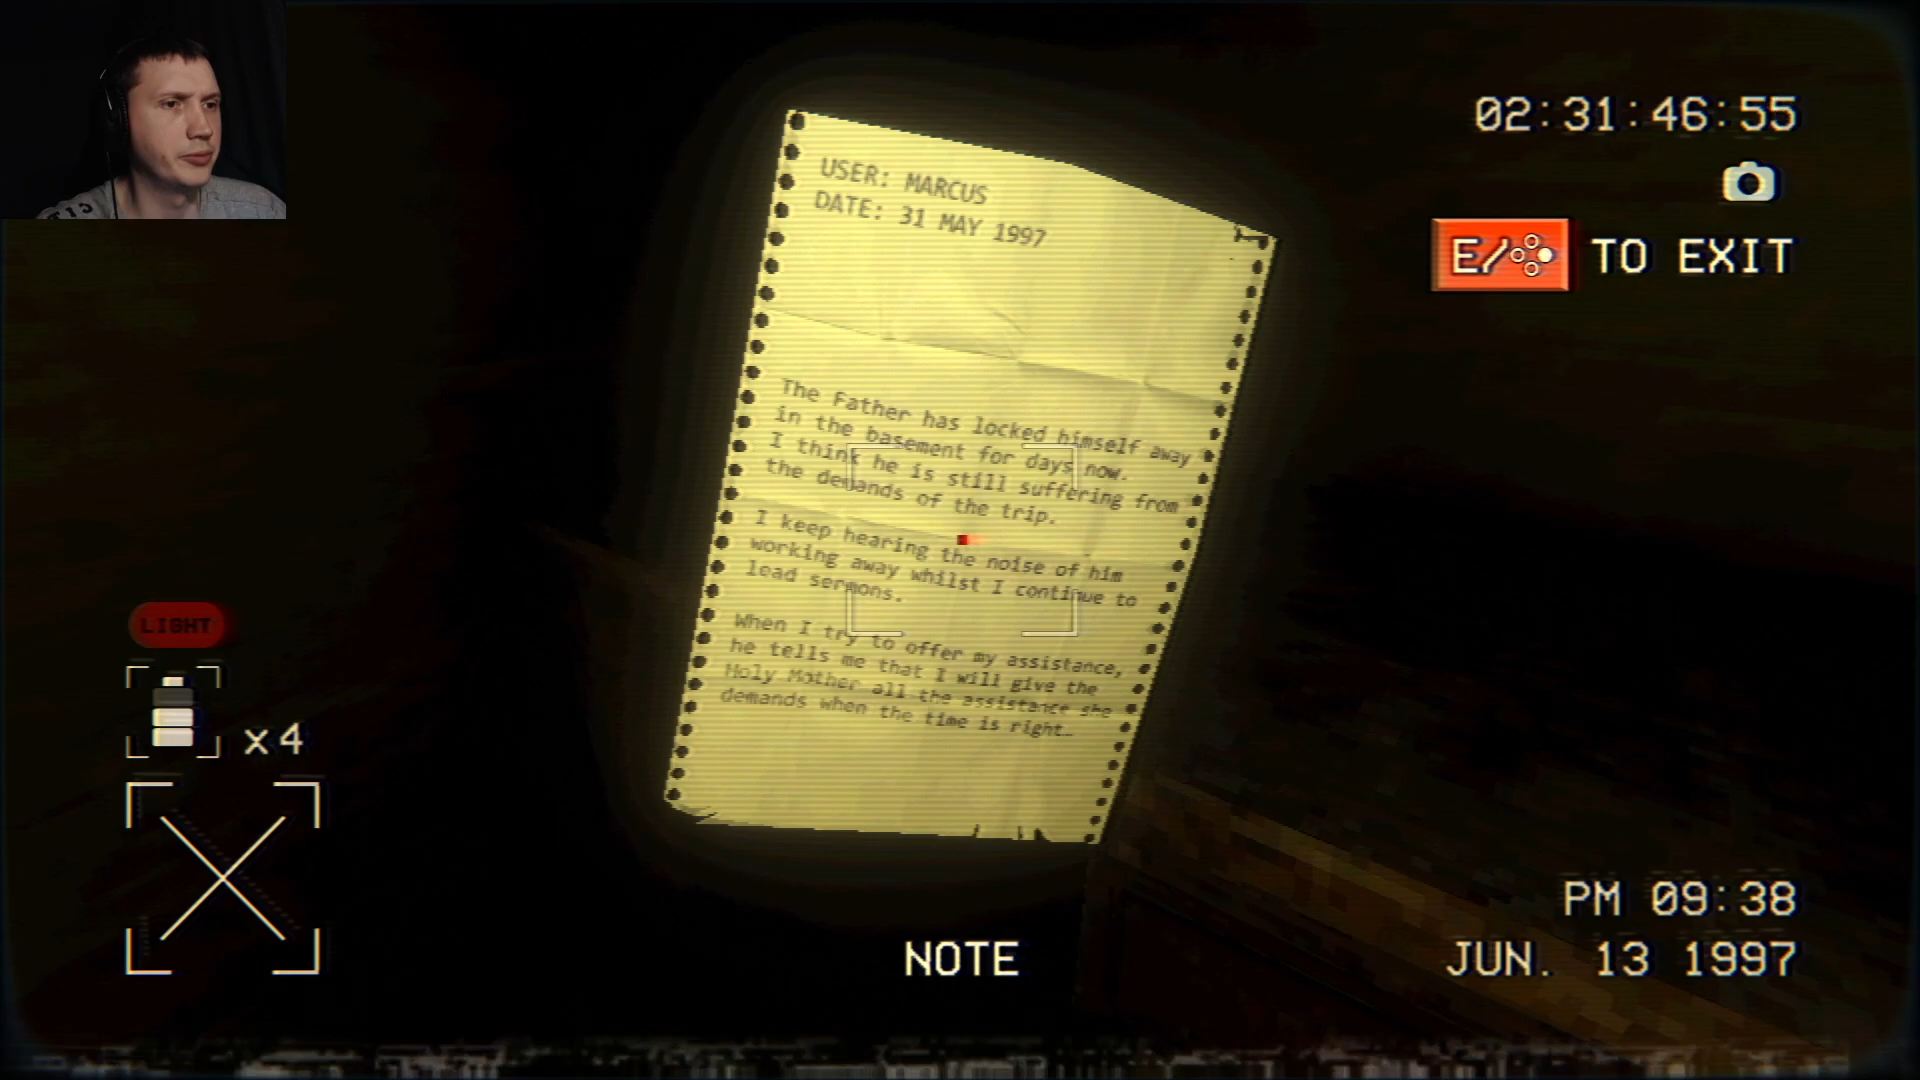 02:31:46:55
E/ TO EXIT
USER: MARCUS
DATE: 31 MAY 1997
The Father has locked himself away
in the basement for days now.
I think he is still suffering from
the demands of the trip.
I keep hearing the noise of him
working away whilst I continue to
lead sermons.
When I try to offer my assistance,
he tells me that I will give the
Holy Mother all the assistance she
demands when the time is right…
LIGHT
x4
NOTE
PM 09:38
JUN. 13 1997